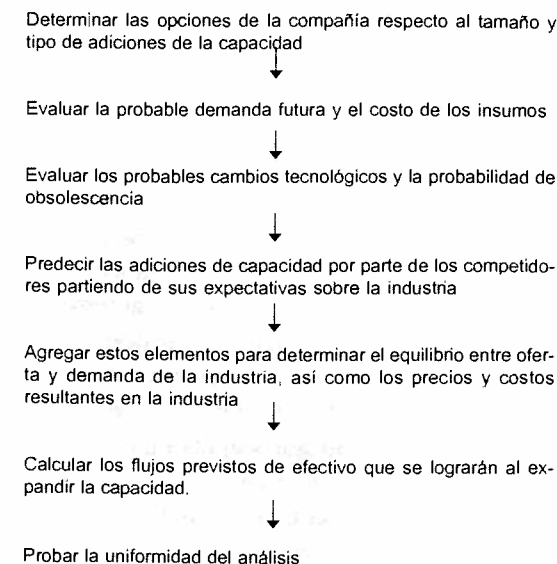 Determinar las opciones de la compañía respecto al tamaño y
tipo de adiciones de la capacidad
Evaluar la probable demanda futura y el costo de los insumos
Evaluar los probables cambios tecnológicos y la probabilidad de
obsolescencia
Predecir las adiciones de capacidad por parte de los competido-
res partiendo de sus expectativas sobre la industria
Agregar estos elementos para determinar el equilibrio entre ofer-
ta y demanda de la industria, así como los precios y costos
resultantes en la industria
Calcular los flujos previstos de efectivo que se lograrán al ex-
pandir la capacidad.
Probar la uniformidad del análisis